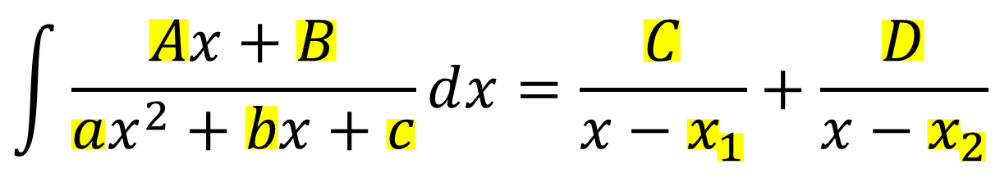 ∫ (Ax + B)/(ax² + bx + c) dx = C/(x − x₁) + D/(x − x₂)